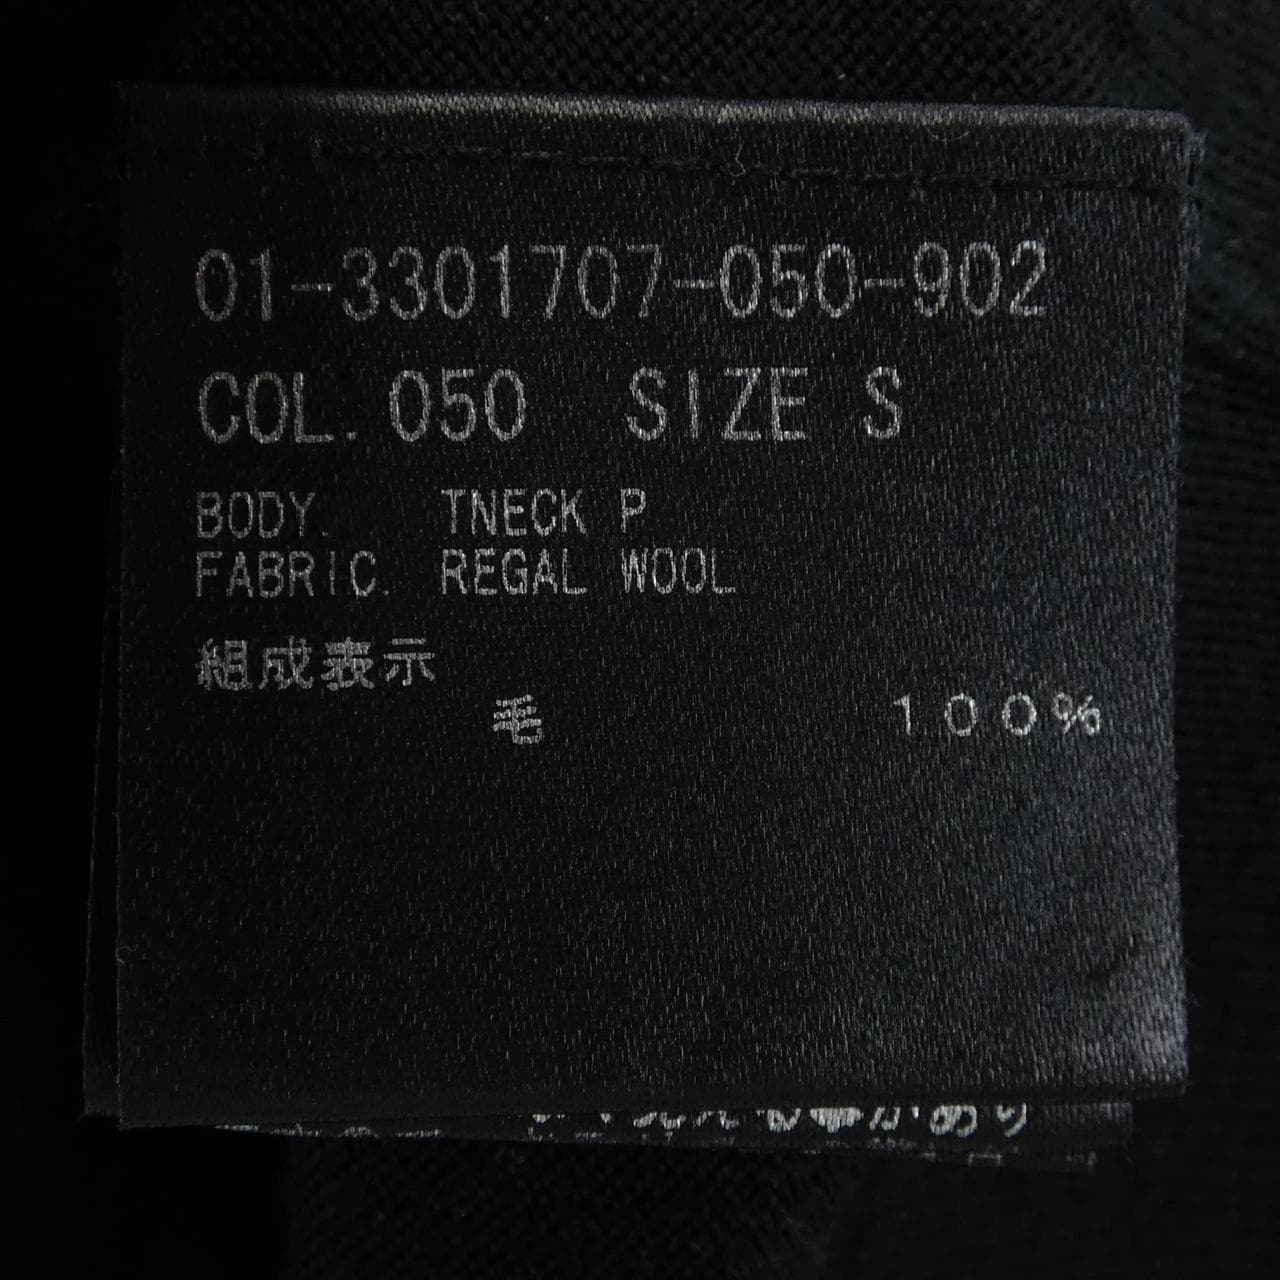 01-3301707-050-902
COL. 050 SIZE S
BODY. TNECK P
FABRIC. REGAL WOOL
組成表示
毛 100%